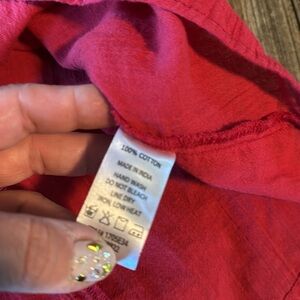 100% COTTON
MADE IN INDIA
HAND WASH
DO NOT BLEACH
LINE DRY
IRON, LOW HEAT